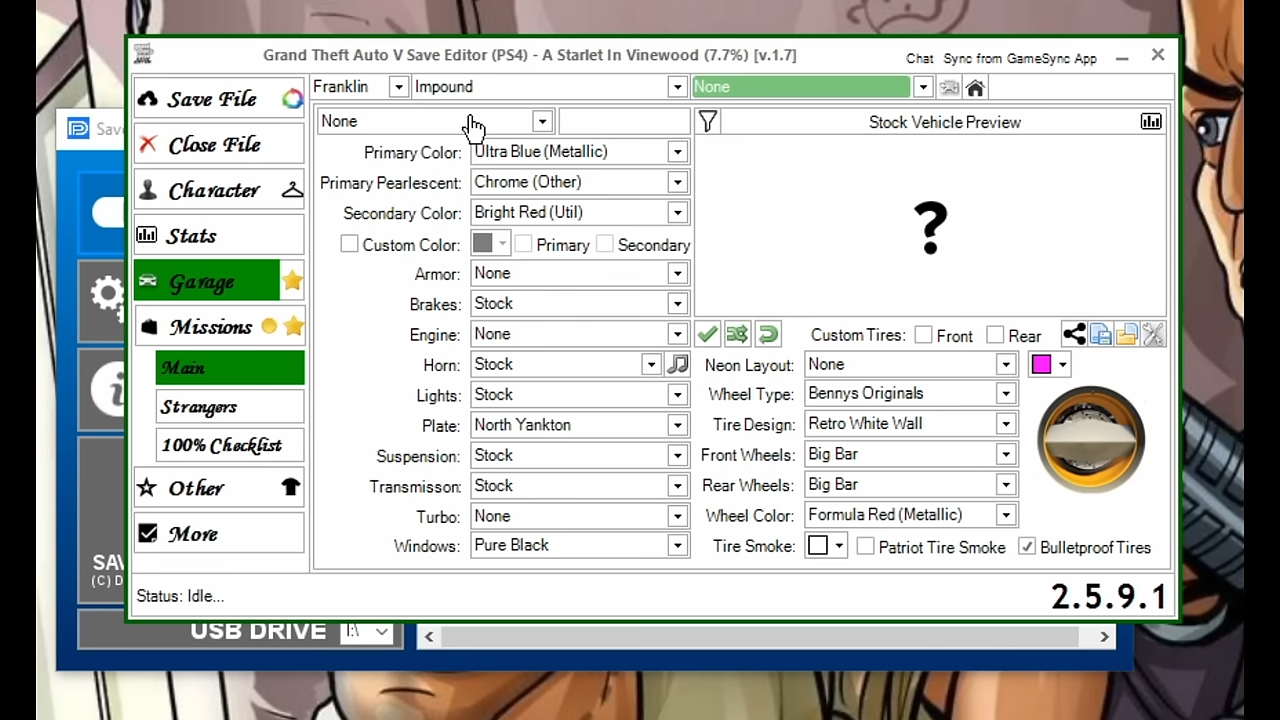 Grand Theft Auto V Save Editor (PS4) - A Starlet In Vinewood (7.7%) [v.1.7]
Chat Sync from GameSync App
Save File
Close File
Character
Stats
Garage
Missions
Main
Strangers
100% Checklist
Other
More
Franklin Impound None
None
Primary Color: Ultra Blue (Metallic)
Primary Pearlescent: Chrome (Other)
Secondary Color: Bright Red (Util)
Custom Color: Primary Secondary
Armor: None
Brakes: Stock
Engine: None
Horn: Stock
Lights: Stock
Plate: North Yankton
Suspension: Stock
Transmisson: Stock
Turbo: None
Windows: Pure Black
Stock Vehicle Preview
?
Custom Tires: Front Rear
Neon Layout: None
Wheel Type: Bennys Originals
Tire Design: Retro White Wall
Front Wheels: Big Bar
Rear Wheels: Big Bar
Wheel Color: Formula Red (Metallic)
Tire Smoke: Patriot Tire Smoke Bulletproof Tires
Status: Idle...
2.5.9.1
Save
SAV
(C) D
USB DRIVE I:\